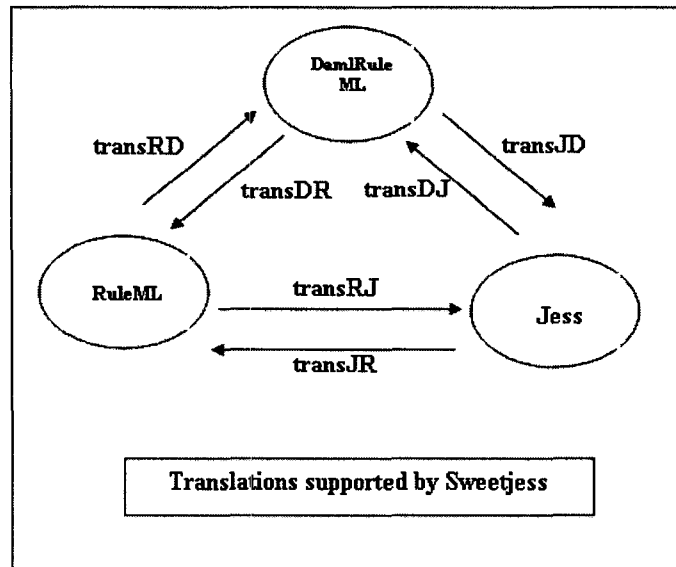 DamlRule
ML
transRD
transJD
transDR
transDJ
RuleML
transRJ
Jess
transJR
Translations supported by Sweetjess